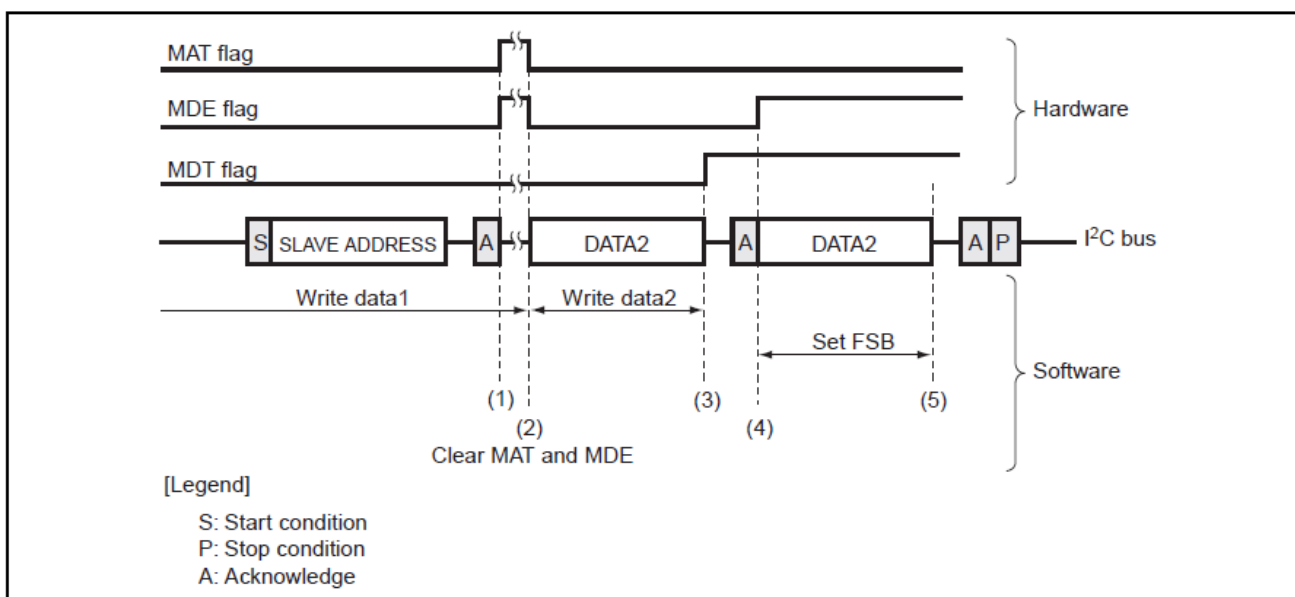 MAT flag
MDE flag
Hardware
MDT flag
S SLAVE ADDRESS A DATA2 A DATA2 A P I²C bus
Write data1 Write data2
Set FSB
Software
(1) (3) (5)
(2) (4)
Clear MAT and MDE
[Legend]
S: Start condition
P: Stop condition
A: Acknowledge